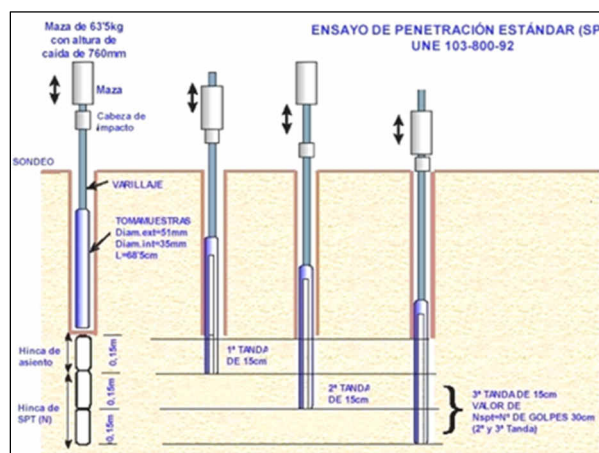 Maza de 63'5kg
con altura de
caida de 760mm
ENSAYO DE PENETRACIÓN ESTÁNDAR (SP
UNE 103-800-92
Maza
Cabeza de
impacto
SONDEO
VARILLAJE
TOMAMUESTRAS
Diam.ext=51mm
Diam.int=35mm
L=68'5cm
Hinca de
asiento
0,15m
1ª TANDA
DE 15cm
0,15m
Hinca de
SPT (N)
2ª TANDA
DE 15cm
0,15m
3ª TANDA DE 15cm
VALOR DE
Nspt=Nº DE GOLPES 30cm
(2ª y 3ª Tanda)